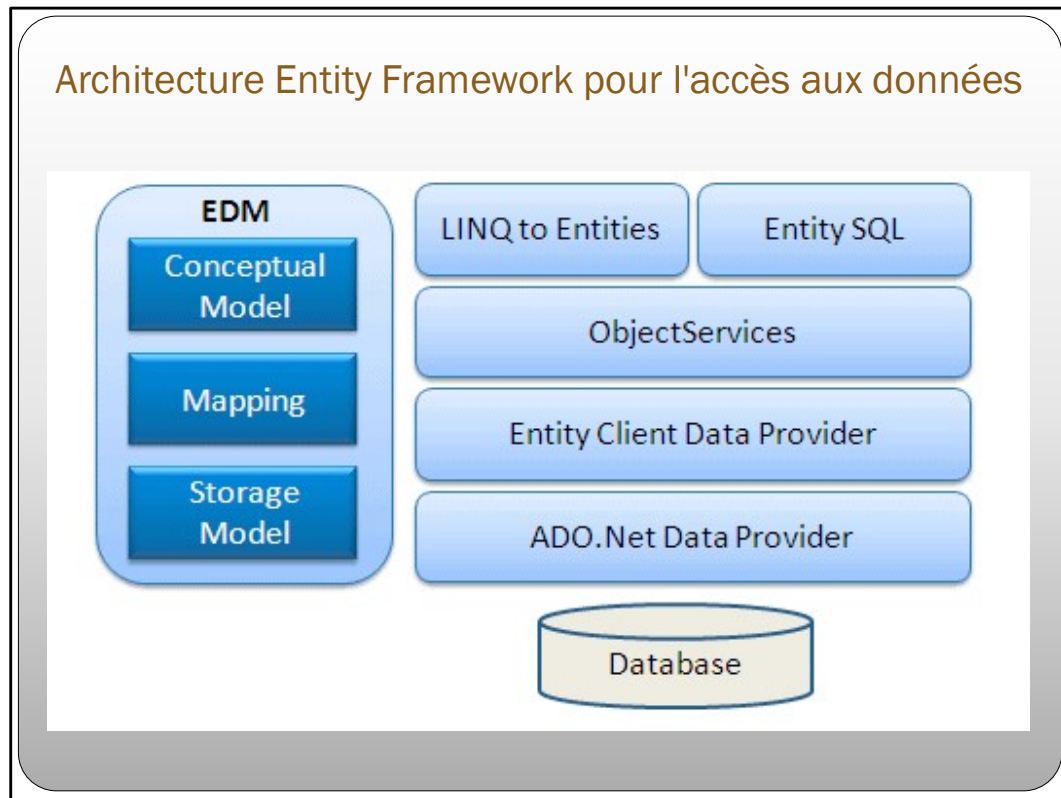 Architecture Entity Framework pour l'accès aux données
EDM
Conceptual
Model
Mapping
Storage
Model
LINQ to Entities
Entity SQL
ObjectServices
Entity Client Data Provider
ADO.Net Data Provider
Database